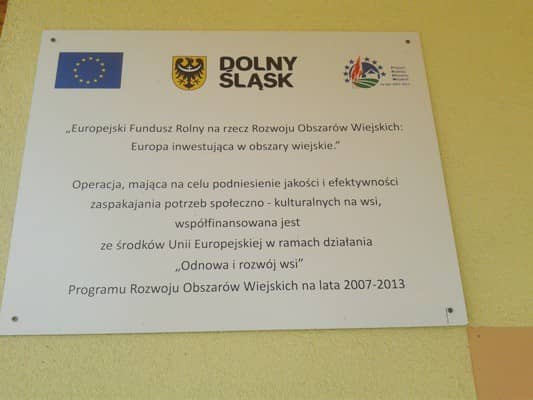 DOLNY
ŚLĄSK
„Europejski Fundusz Rolny na rzecz Rozwoju Obszarów Wiejskich:
Europa inwestująca w obszary wiejskie.”
Operacja, mająca na celu podniesienie jakości i efektywności
zaspakajania potrzeb społeczno - kulturalnych na wsi,
współfinansowana jest
ze środków Unii Europejskiej w ramach działania
„Odnowa i rozwój wsi”
Programu Rozwoju Obszarów Wiejskich na lata 2007-2013